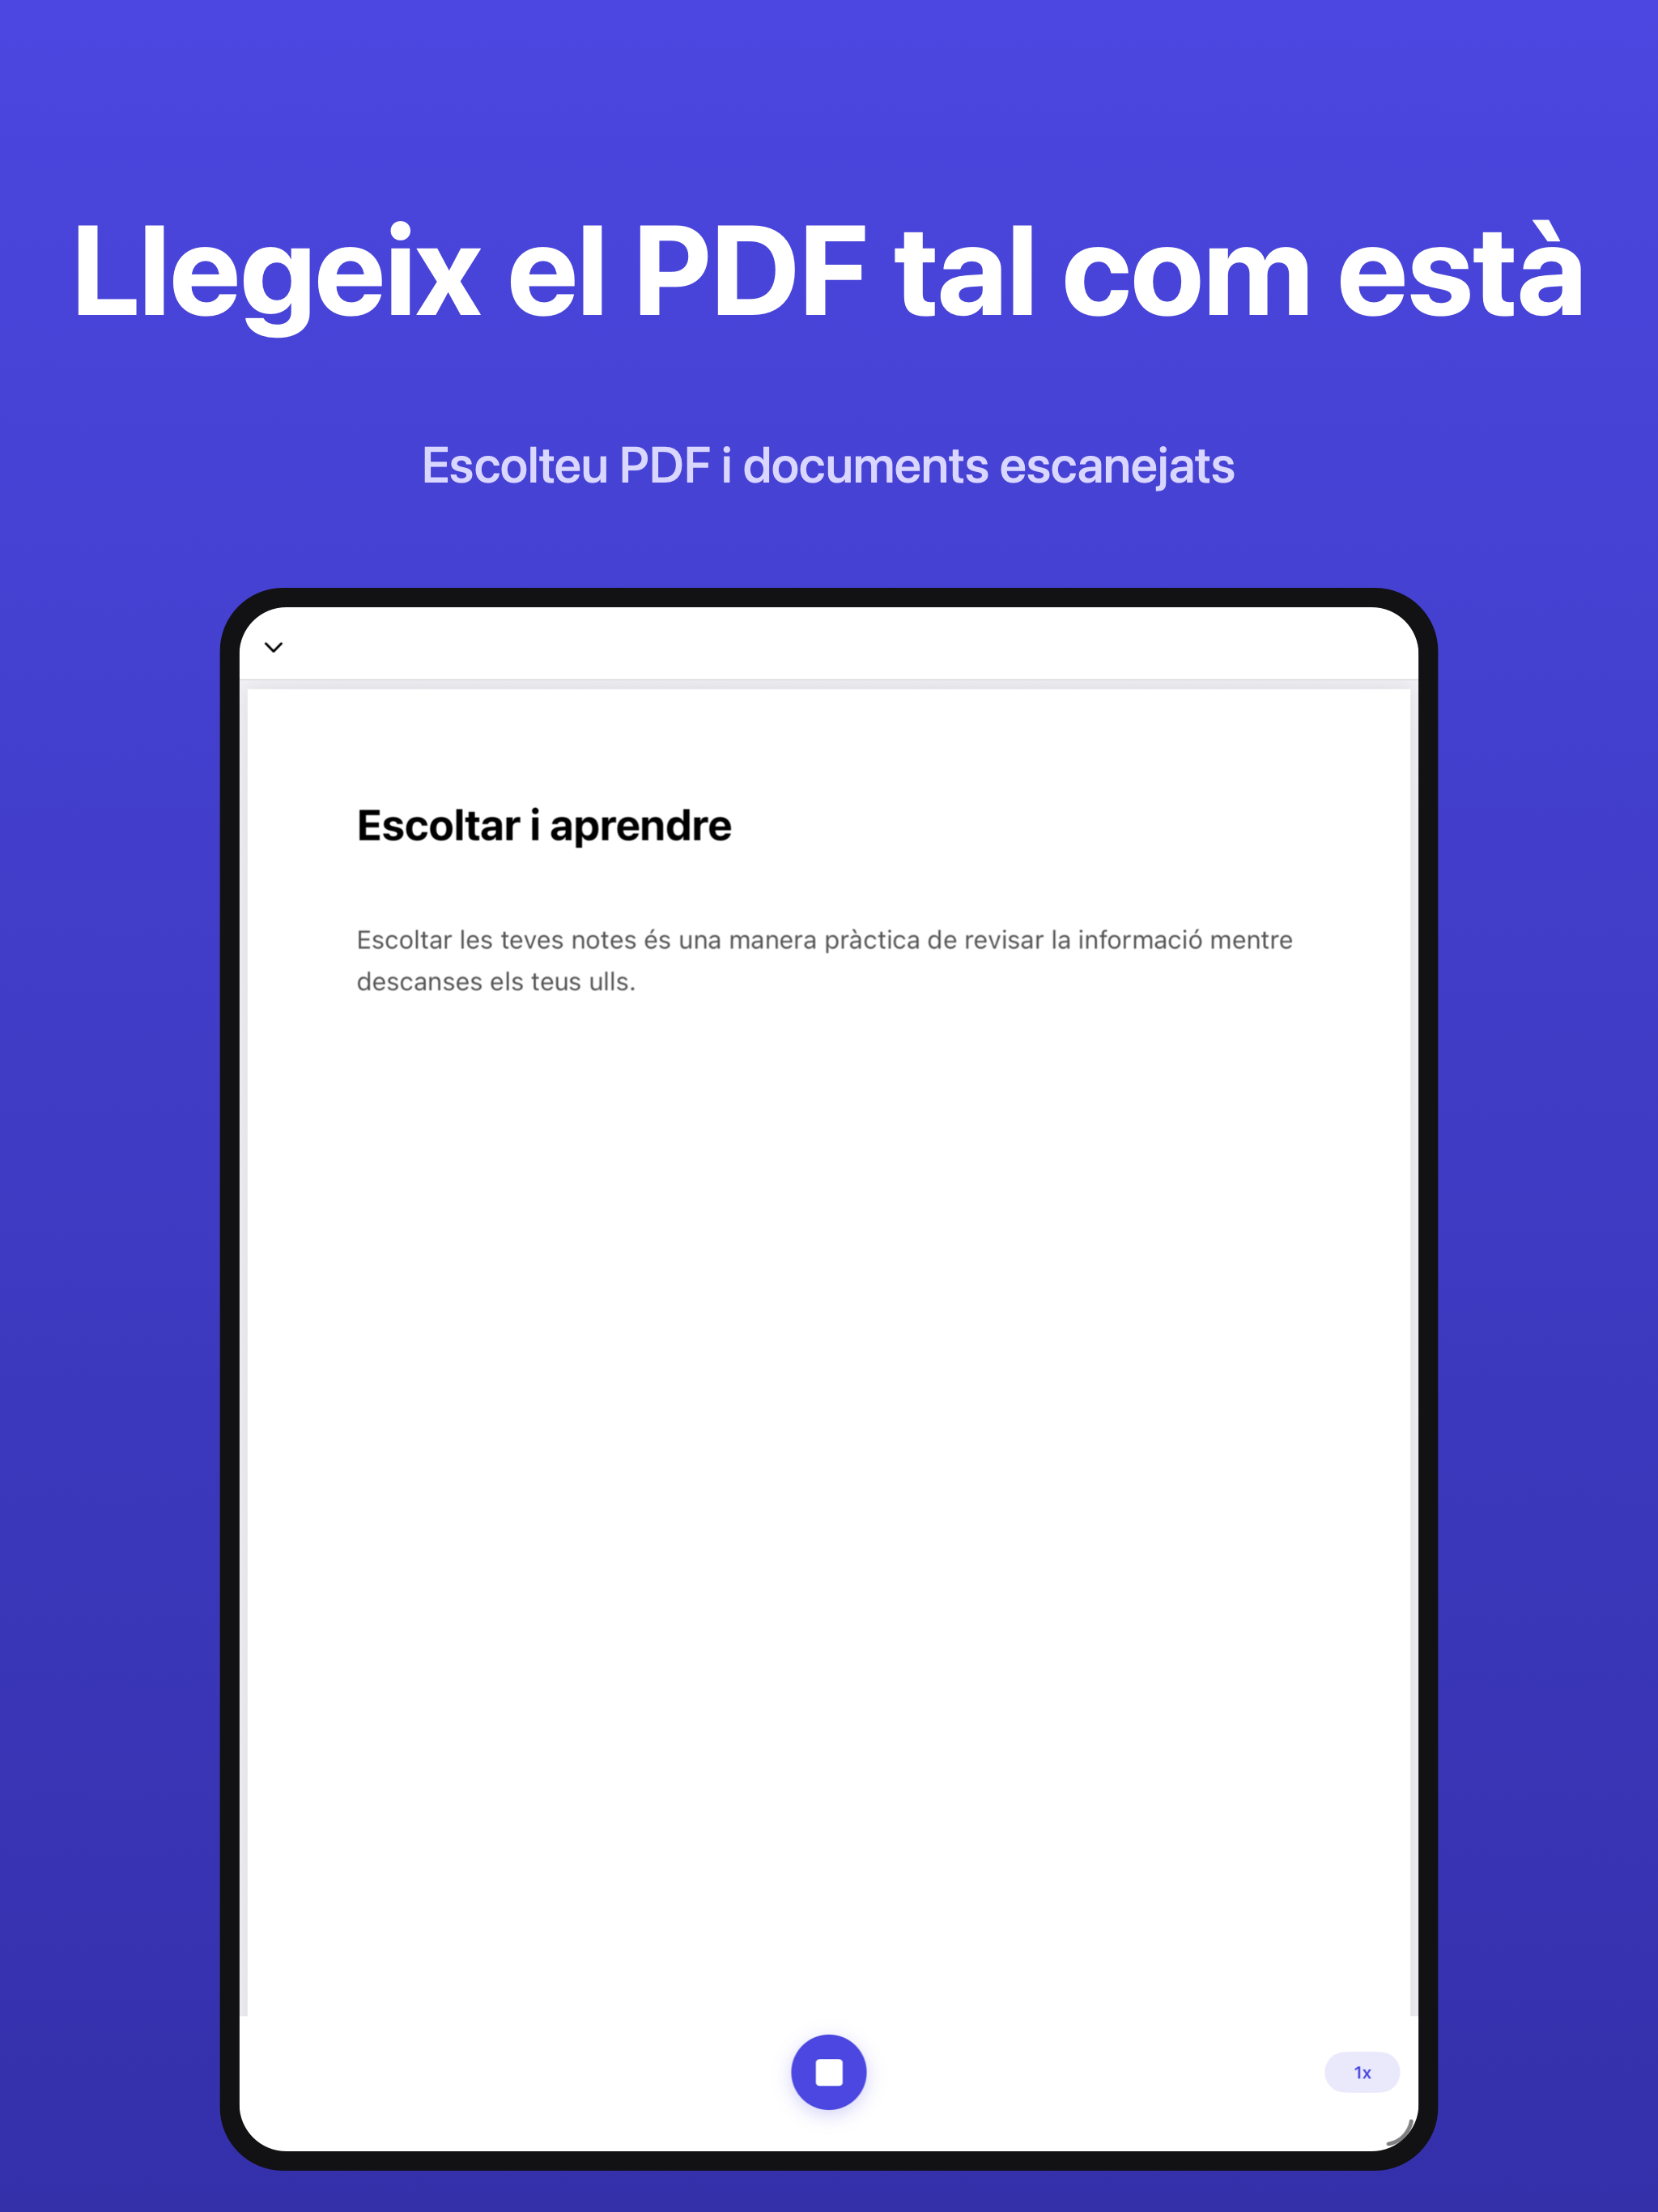 Llegeix el PDF tal com està
Escolteu PDF i documents escanejats
Escoltar i aprendre
Escoltar les teves notes és una manera pràctica de revisar la informació mentre
descanses els teus ulls.
1x